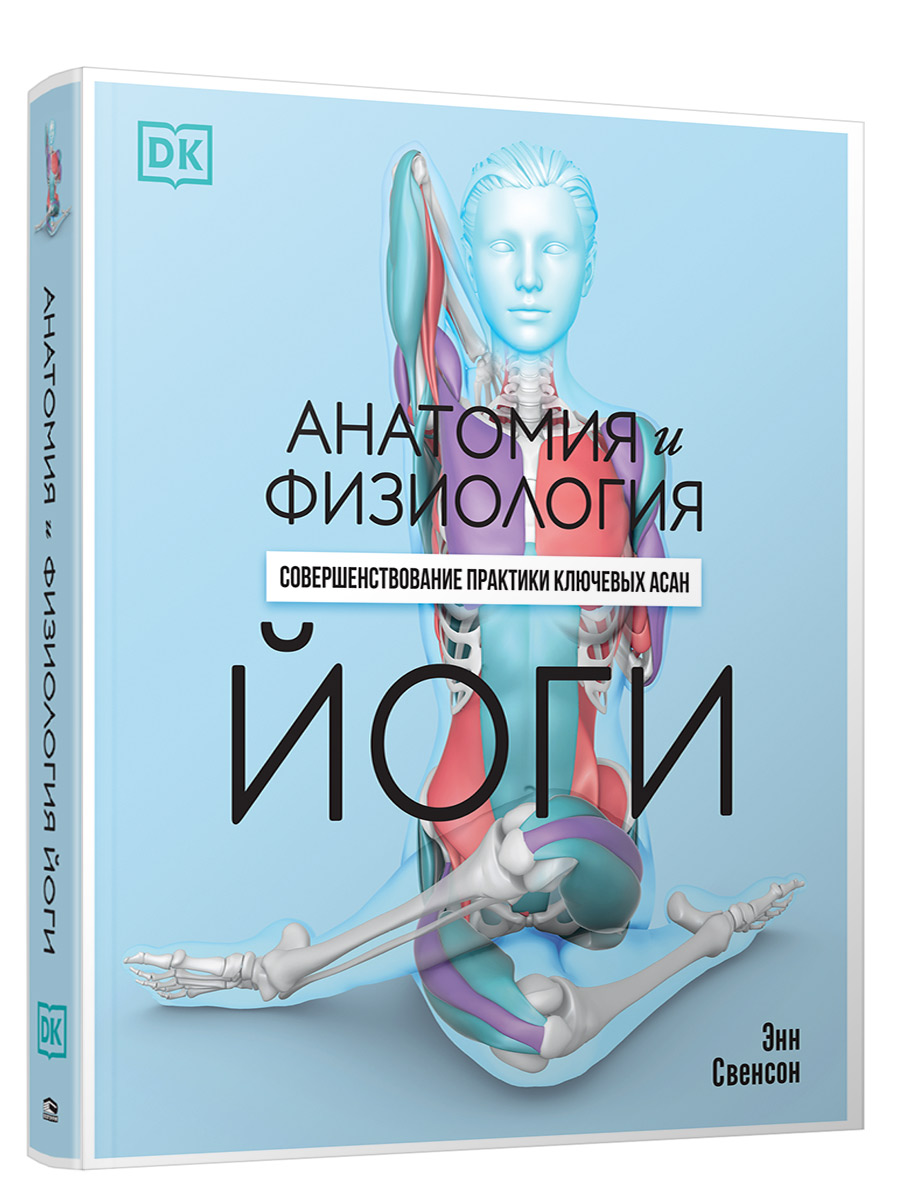 DK
АНАТОМИЯ и
ФИЗИОЛОГИЯ
СОВЕРШЕНСТВОВАНИЕ ПРАКТИКИ КЛЮЧЕВЫХ АСАН
ЙОГИ
Энн
Свенсон
АНАТОМИЯ и ФИЗИОЛОГИЯ ЙОГИ
DK